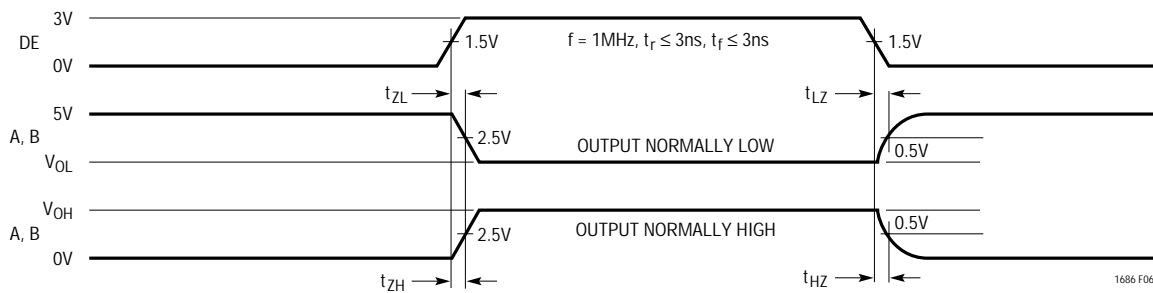 3V
DE
0V
1.5V
f = 1MHz, tr ≤ 3ns, tf ≤ 3ns
1.5V
tZL
tLZ
5V
A, B
VOL
2.5V
OUTPUT NORMALLY LOW
0.5V
VOH
A, B
0V
2.5V
OUTPUT NORMALLY HIGH
0.5V
tZH
tHZ
1686 F06